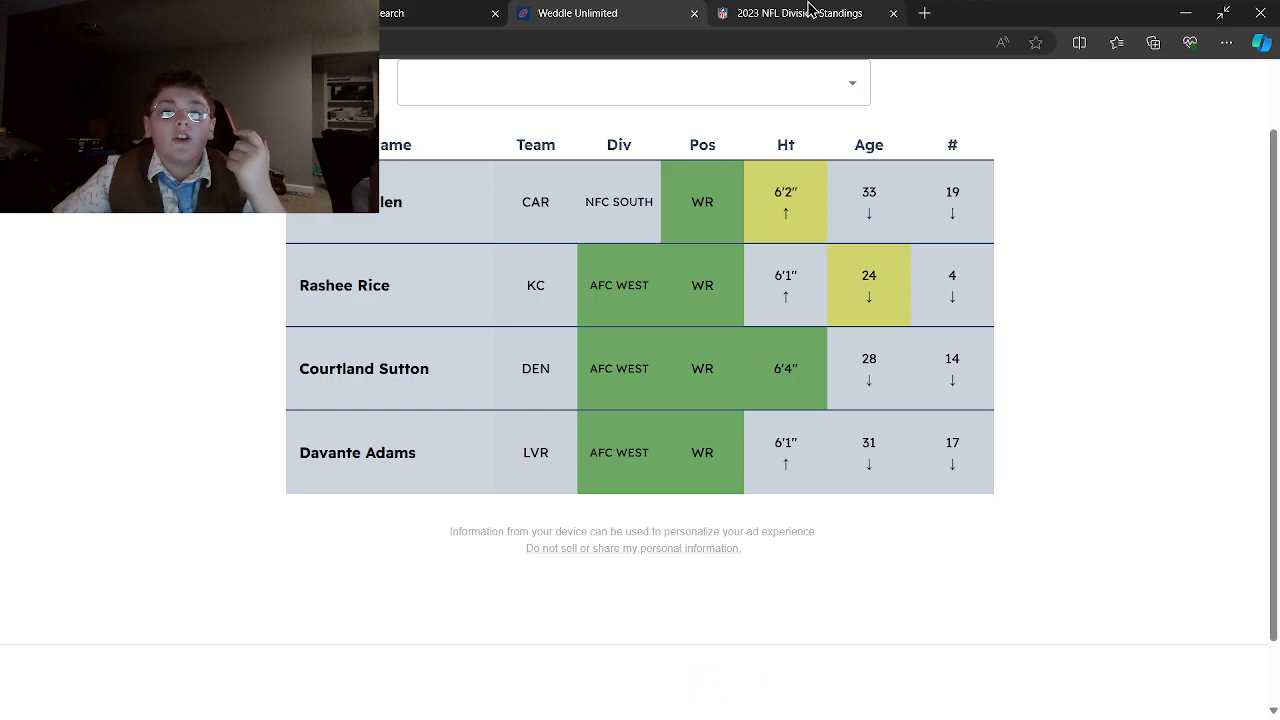 earch
Weddle Unlimited
2023 NFL Division Standings
ame Team Div Pos Ht Age #
len CAR NFC SOUTH WR 6'2" ↑ 33 ↓ 19 ↓
Rashee Rice KC AFC WEST WR 6'1" ↑ 24 ↓ 4 ↓
Courtland Sutton DEN AFC WEST WR 6'4" 28 ↓ 14 ↓
Davante Adams LVR AFC WEST WR 6'1" ↑ 31 ↓ 17 ↓
Information from your device can be used to personalize your ad experience.
Do not sell or share my personal information.